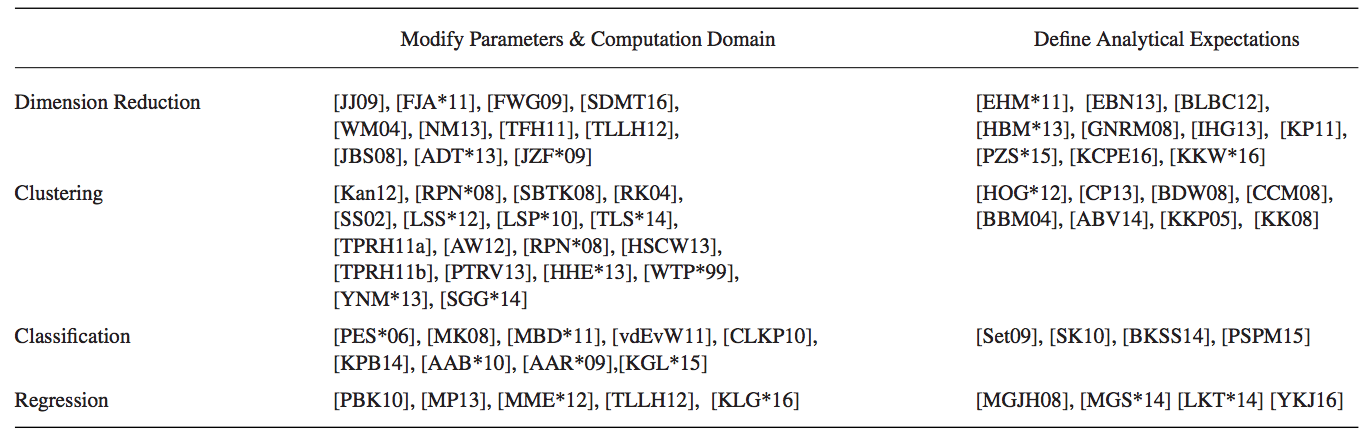 Modify Parameters & Computation Domain Define Analytical Expectations
Dimension Reduction [JJ09], [FJA*11], [FWG09], [SDMT16], [EHM*11], [EBN13], [BLBC12],
[WM04], [NM13], [TFH11], [TLLH12], [HBM*13], [GNRM08], [IHG13], [KP11],
[JBS08], [ADT*13], [JZF*09] [PZS*15], [KCPE16], [KKW*16]
Clustering [Kan12], [RPN*08], [SBTK08], [RK04], [HOG*12], [CP13], [BDW08], [CCM08],
[SS02], [LSS*12], [LSP*10], [TLS*14], [BBM04], [ABV14], [KKP05], [KK08]
[TPRH11a], [AW12], [RPN*08], [HSCW13],
[TPRH11b], [PTRV13], [HHE*13], [WTP*99],
[YNM*13], [SGG*14]
Classification [PES*06], [MK08], [MBD*11], [vdEvW11], [CLKP10], [Set09], [SK10], [BKSS14], [PSPM15]
[KPB14], [AAB*10], [AAR*09],[KGL*15]
Regression [PBK10], [MP13], [MME*12], [TLLH12], [KLG*16] [MGJH08], [MGS*14] [LKT*14] [YKJ16]